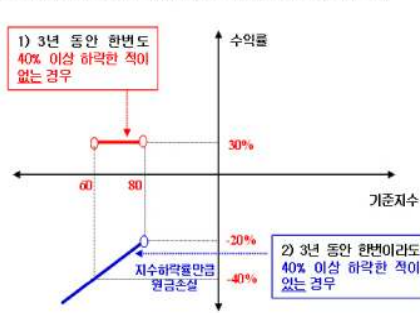 1) 3년 동안 한번도
40% 이상 하락한 적이
없는 경우
수익률
30%
60
80
기준지수
-20%
지수하락률만큼
원금손실
-40%
2) 3년 동안 한번이라도
40% 이상 하락한 적이
있는 경우